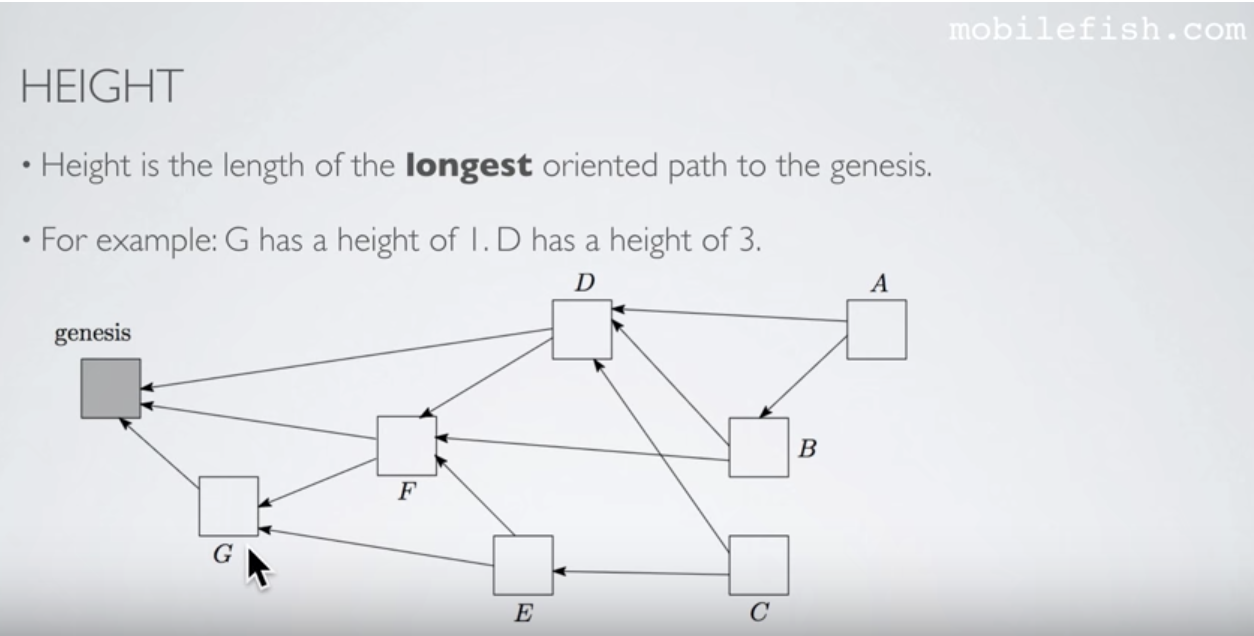 mobilefish.com
HEIGHT
• Height is the length of the longest oriented path to the genesis.
• For example: G has a height of 1. D has a height of 3.
D
A
genesis
B
F
G
E
C